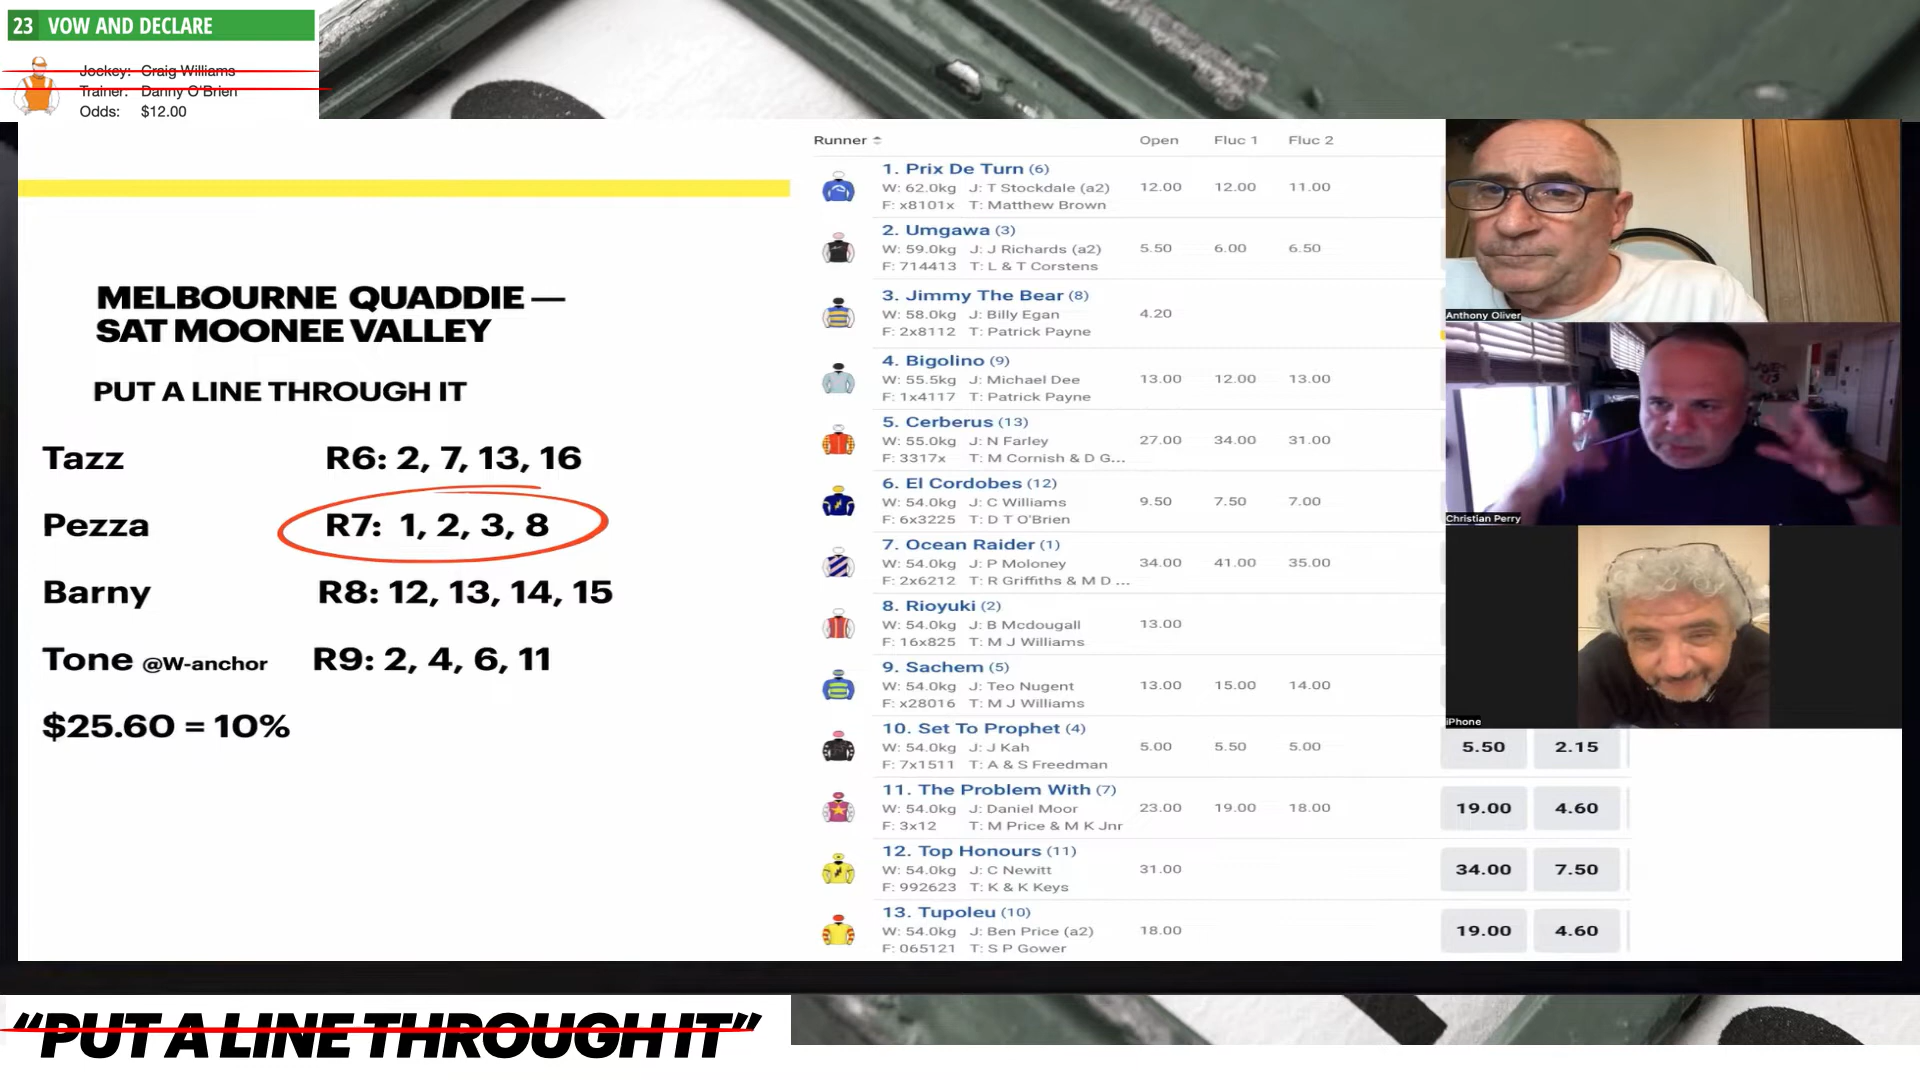 23 VOW AND DECLARE
Jockey: Craig Williams
Trainer: Danny O'Brien
Odds: $12.00
MELBOURNE QUADDIE —
SAT MOONEE VALLEY
PUT A LINE THROUGH IT
Tazz R6: 2, 7, 13, 16
Pezza R7: 1, 2, 3, 8
Barny R8: 12, 13, 14, 15
Tone @W-anchor R9: 2, 4, 6, 11
$25.60 = 10%
Runner Open Fluc 1 Fluc 2
1. Prix De Turn (6)
W: 62.0kg J: T Stockdale (a2) 12.00 12.00 11.00
F: x8101x T: Matthew Brown
2. Umgawa (3)
W: 59.0kg J: J Richards (a2) 5.50 6.00 6.50
F: 714413 T: L & T Corstens
3. Jimmy The Bear (8)
W: 58.0kg J: Billy Egan 4.20
F: 2x8112 T: Patrick Payne
4. Bigolino (9)
W: 55.5kg J: Michael Dee 13.00 12.00 13.00
F: 1x4117 T: Patrick Payne
5. Cerberus (13)
W: 55.0kg J: N Farley 27.00 34.00 31.00
F: 3317x T: M Cornish & D G...
6. El Cordobes (12)
W: 54.0kg J: C Williams 9.50 7.50 7.00
F: 6x3225 T: D T O'Brien
7. Ocean Raider (1)
W: 54.0kg J: P Moloney 34.00 41.00 35.00
F: 2x6212 T: R Griffiths & M D ...
8. Rioyuki (2)
W: 54.0kg J: B Mcdougall 13.00
F: 16x825 T: M J Williams
9. Sachem (5)
W: 54.0kg J: Teo Nugent 13.00 15.00 14.00
F: x28016 T: M J Williams
10. Set To Prophet (4)
W: 54.0kg J: J Kah 5.00 5.50 5.00 5.50 2.15
F: 7x1511 T: A & S Freedman
11. The Problem With (7)
W: 54.0kg J: Daniel Moor 23.00 19.00 18.00 19.00 4.60
F: 3x12 T: M Price & M K Jnr
12. Top Honours (11)
W: 54.0kg J: C Newitt 31.00 34.00 7.50
F: 992623 T: K & K Keys
13. Tupoleu (10)
W: 54.0kg J: Ben Price (a2) 18.00 19.00 4.60
F: 065121 T: S P Gower
Anthony Oliver
Christian Perry
iPhone
"PUT A LINE THROUGH IT"